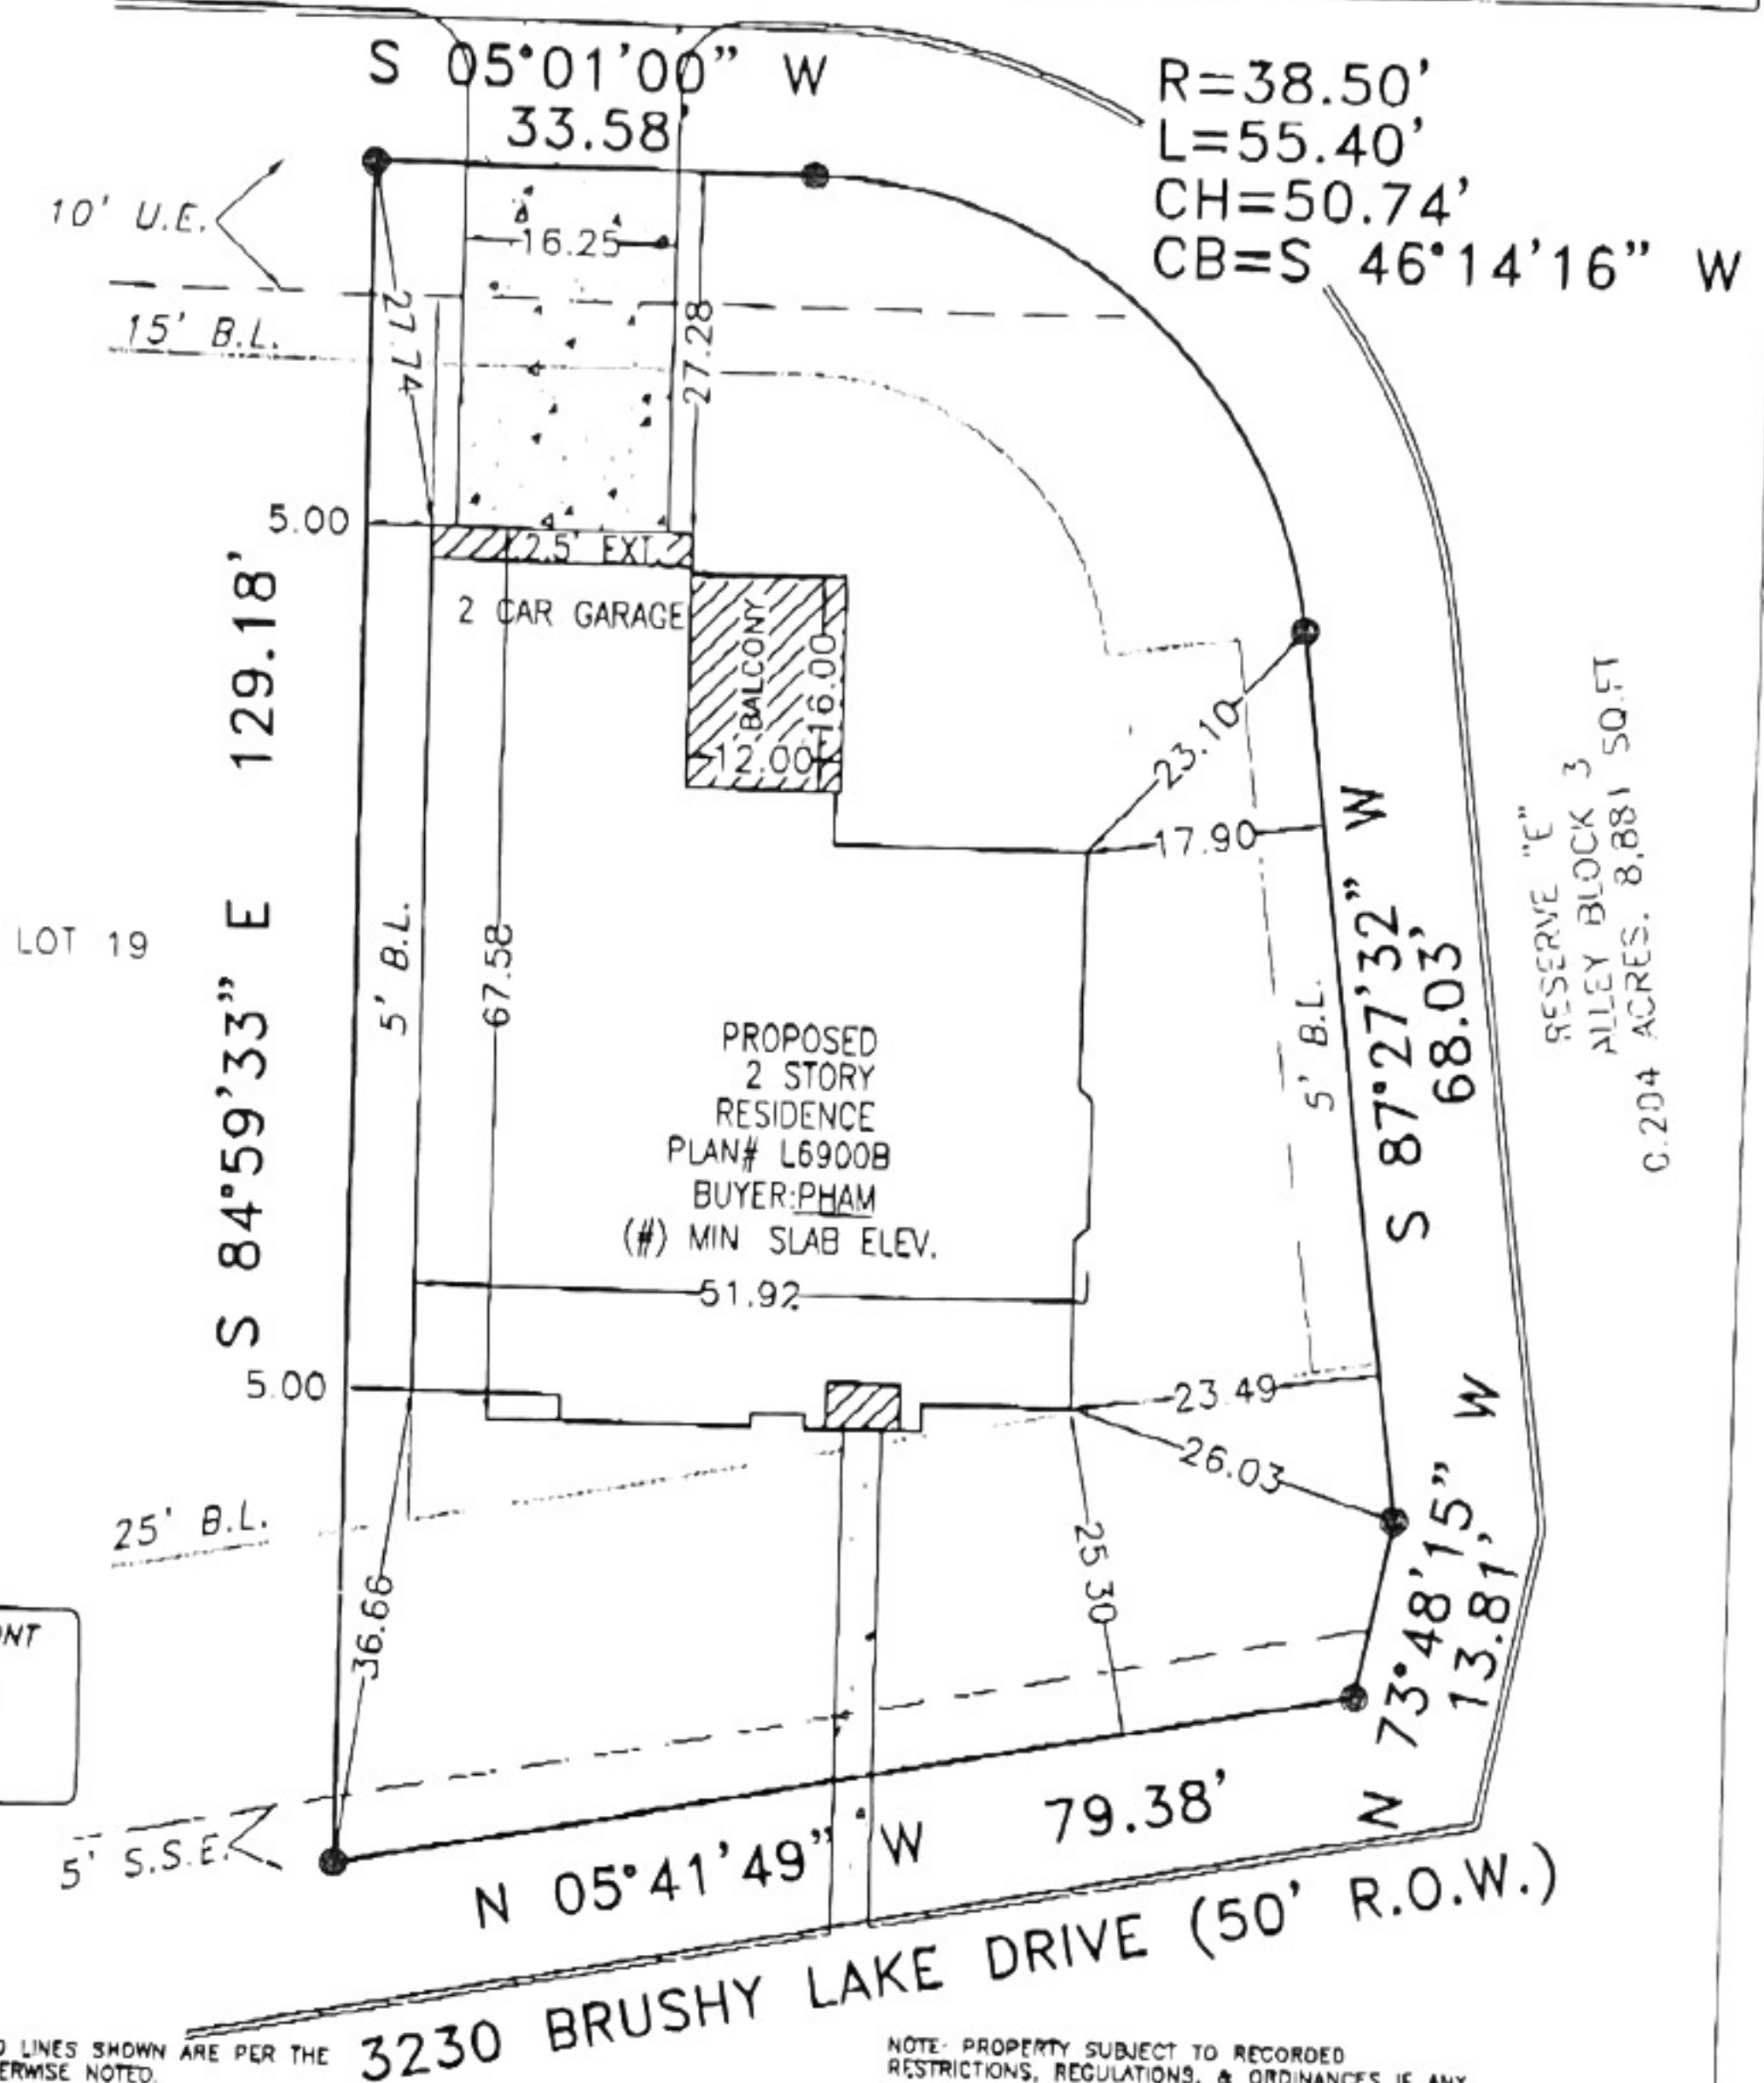 S 05°01'00" W
33.58'
R=38.50'
L=55.40'
CH=50.74'
CB=S 46°14'16" W
10' U.E.
16.25
15' B.L.
27.74
27.28
5.00
2.5' EXT.
2 CAR GARAGE
BALCONY
16.00
12.00
S 84°59'33" E 129.18'
23.10
17.90
LOT 19
5' B.L.
67.58
5' B.L.
S 87°27'32" W
68.03'
RESERVE "E"
ALLEY BLOCK 3
0.204 ACRES. 8,881 SQ.FT
PROPOSED
2 STORY
RESIDENCE
PLAN# L6900B
BUYER:PHAM
(#) MIN SLAB ELEV.
51.92
5.00
23.49
26.03
25' B.L.
25.30
36.66
N 73°48'15" W
13.81'
NT
5' S.S.E.
N 05°41'49" W 79.38'
3230 BRUSHY LAKE DRIVE (50' R.O.W.)
LINES SHOWN ARE PER THE
ERWISE NOTED.
NOTE: PROPERTY SUBJECT TO RECORDED
RESTRICTIONS, REGULATIONS, & ORDINANCES IF ANY